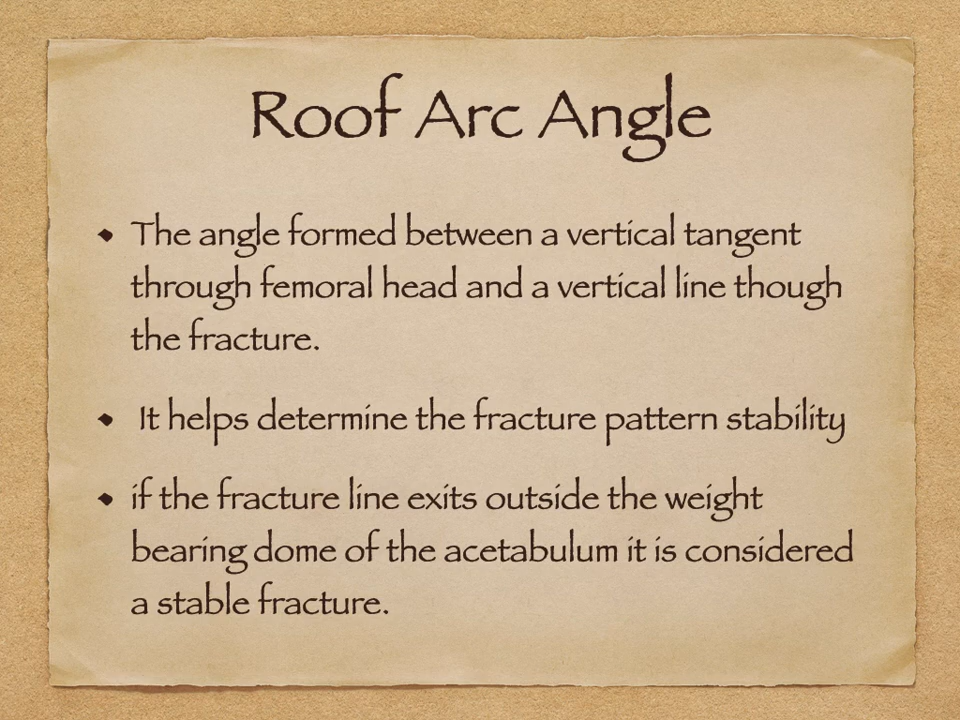 Roof Arc Angle
• The angle formed between a vertical tangent
through femoral head and a vertical line though
the fracture.
• It helps determine the fracture pattern stability
• if the fracture line exits outside the weight
bearing dome of the acetabulum it is considered
a stable fracture.